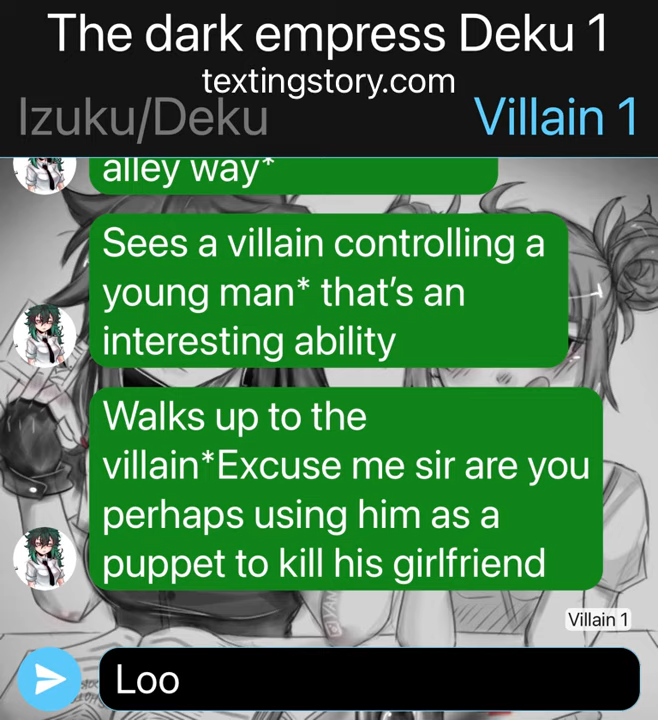 The dark empress Deku 1
textingstory.com
Izuku/Deku
Villain 1
alley way*
Sees a villain controlling a
young man* that’s an
interesting ability
Walks up to the
villain*Excuse me sir are you
perhaps using him as a
puppet to kill his girlfriend
Villain 1
Loo